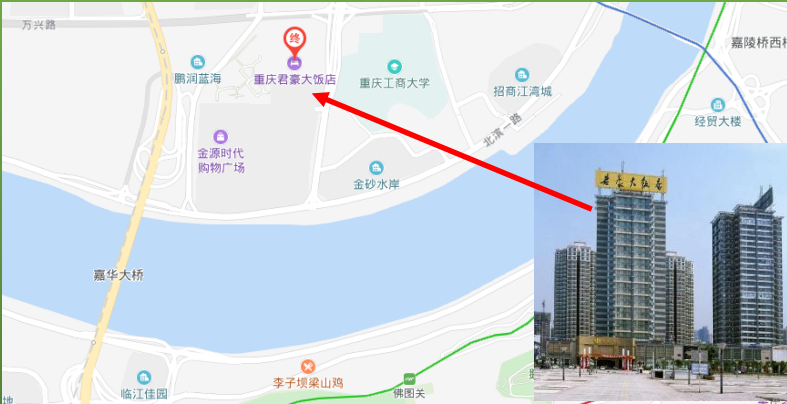 万兴路
终
嘉陵桥西村
鹏润蓝海
重庆君豪大饭店
重庆工商大学
招商江湾城
经贸大楼
北滨一路
金源时代
购物广场
金砂水岸
君豪大饭店
嘉华大桥
李子坝梁山鸡
临江佳园
佛图关
地